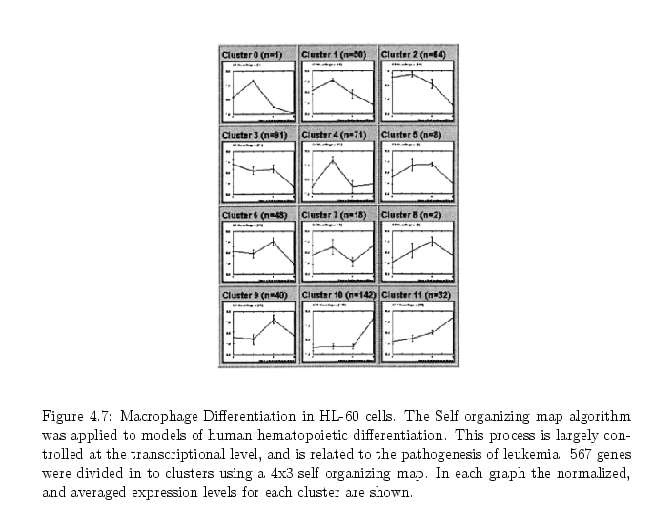 Cluster 0 (n=1) Cluster 1 (n=30) Cluster 2 (n=64)
Cluster 3 (n=91) Cluster 4 (n=71) Cluster 5 (n=8)
Cluster 6 (n=48) Cluster 7 (n=18) Cluster 8 (n=2)
Cluster 9 (n=40) Cluster 10 (n=142) Cluster 11 (n=32)
Figure 4.7: Macrophage Differentiation in HL-60 cells. The Self organizing map algorithm
was applied to models of human hematopoietic differentiation. This process is largely con-
trolled at the transcriptional level, and is related to the pathogenesis of leukemia. 567 genes
were divided in to clusters using a 4x3 self organizing map. In each graph the normalized,
and averaged expression levels for each cluster are shown.